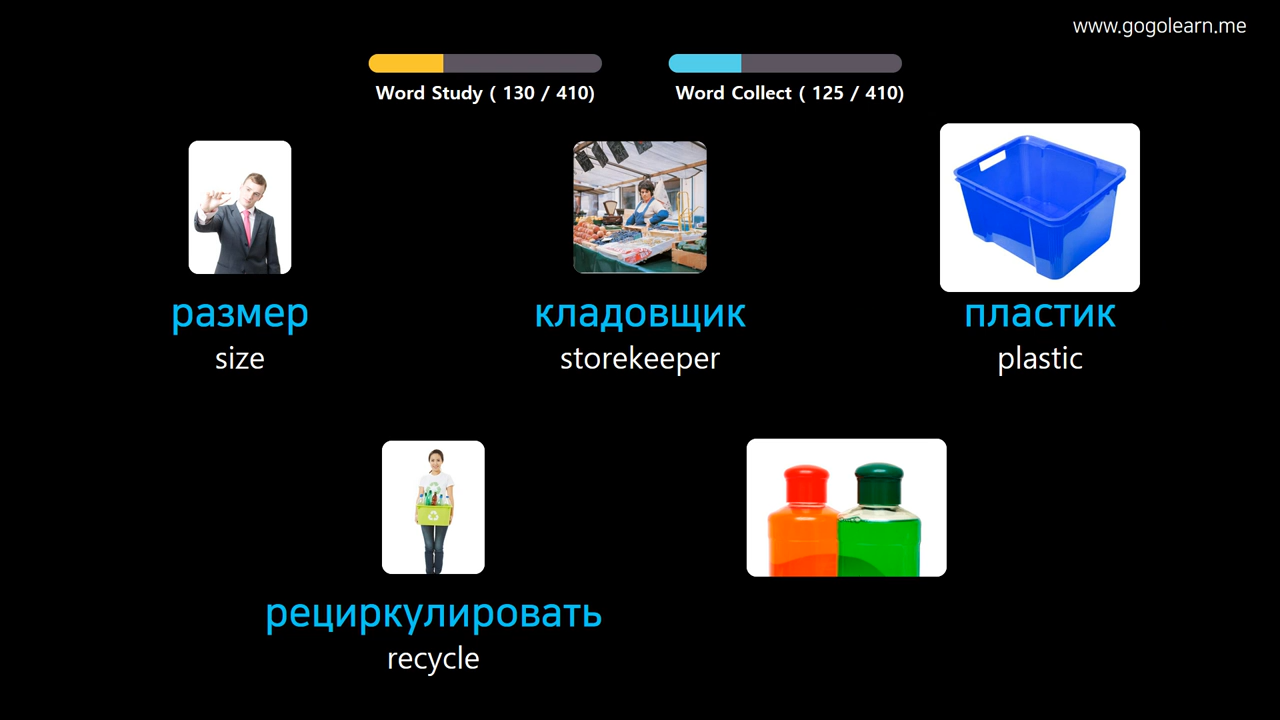 www.gogolearn.me
Word Study ( 130 / 410)
Word Collect ( 125 / 410)
размер
size
кладовщик
storekeeper
пластик
plastic
рециркулировать
recycle